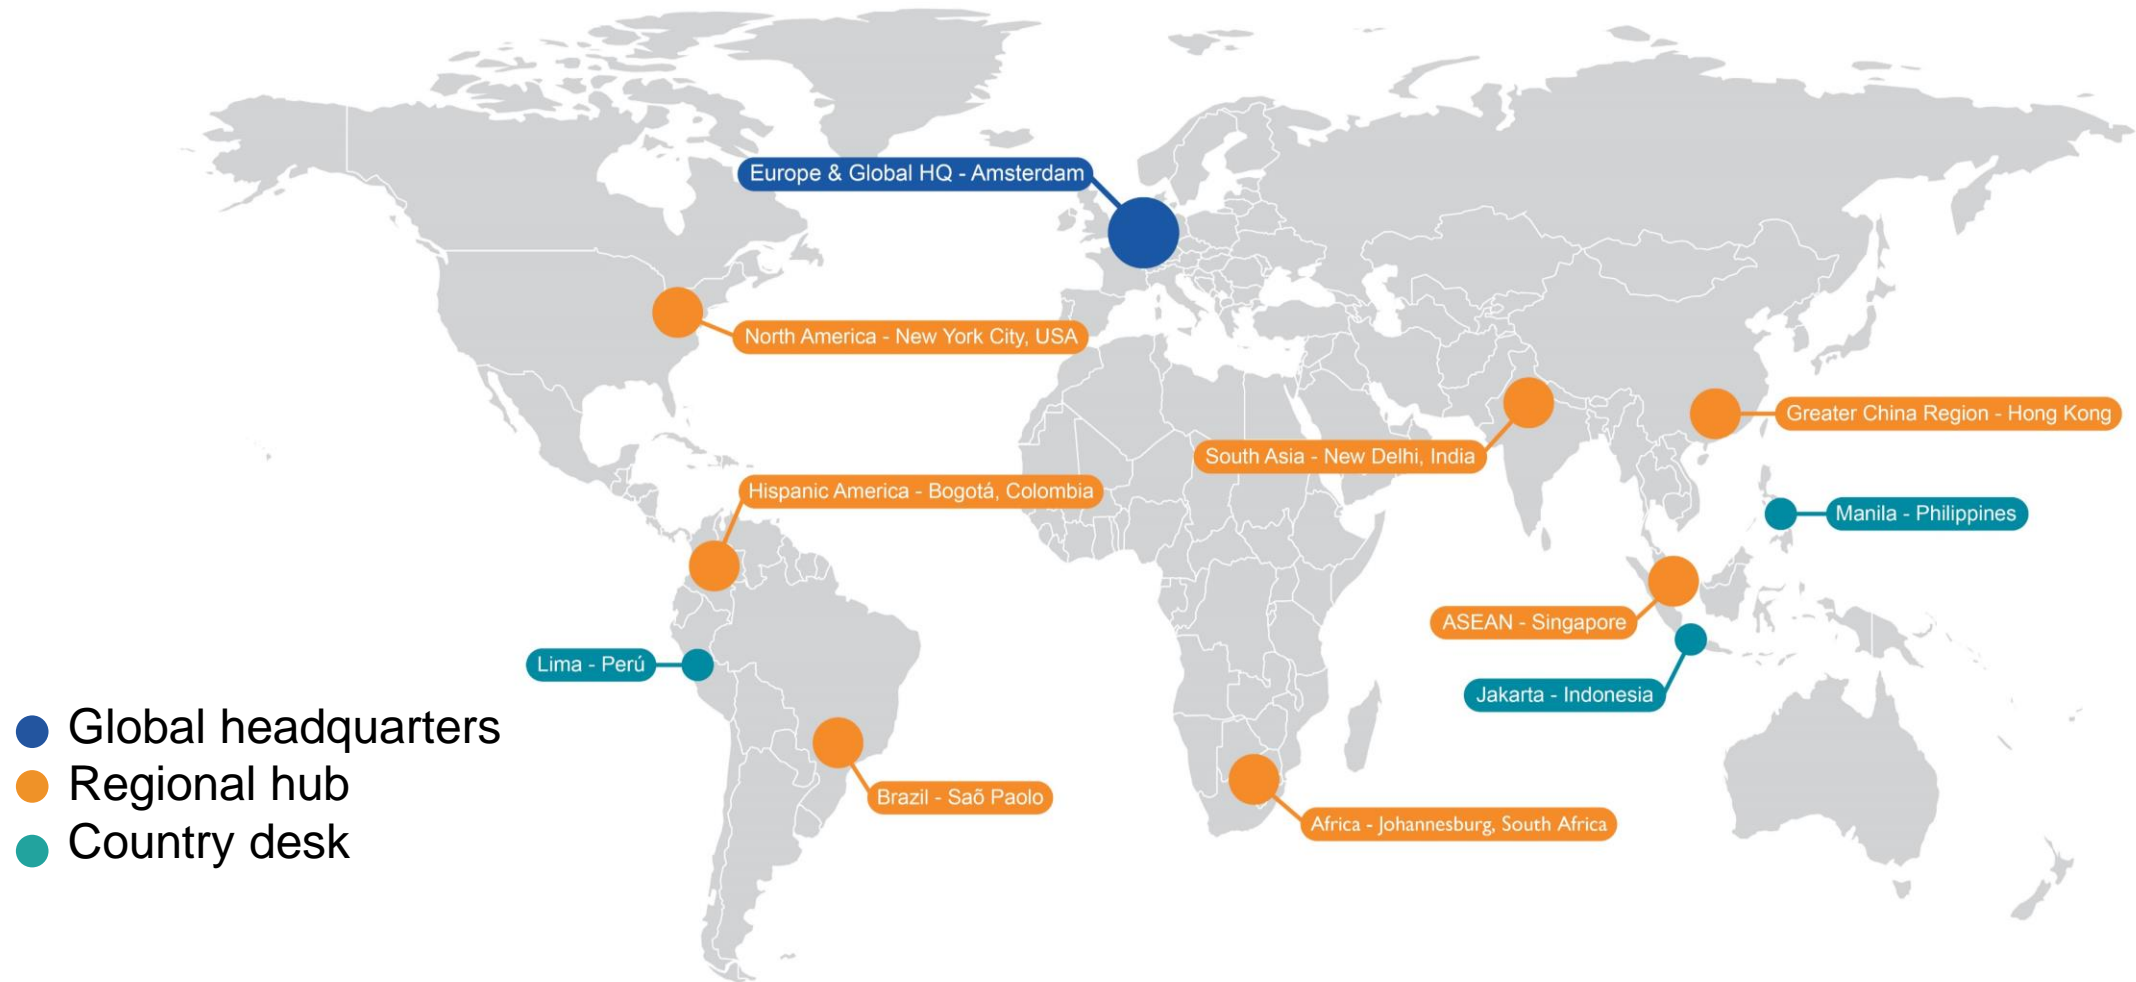 Europe & Global HQ - Amsterdam
North America - New York City, USA
Greater China Region - Hong Kong
South Asia - New Delhi, India
Hispanic America - Bogotá, Colombia
Manila - Philippines
ASEAN - Singapore
Lima - Perú
Jakarta - Indonesia
Brazil - Saõ Paolo
Africa - Johannesburg, South Africa
Global headquarters
Regional hub
Country desk